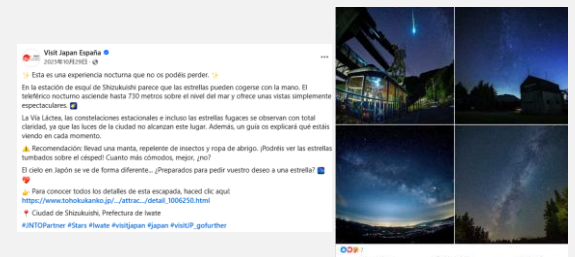 Visit Japan España
2025年10月29日
✨ Esta es una experiencia nocturna que no os podéis perder. ✨
En la estación de esquí de Shizukuishi parece que las estrellas pueden cogerse con la mano. El
teleférico nocturno asciende hasta 730 metros sobre el nivel del mar y ofrece unas vistas simplemente
espectaculares. 🌠
La Vía Láctea, las constelaciones estacionales e incluso las estrellas fugaces se observan con total
claridad, ya que las luces de la ciudad no alcanzan este lugar. Además, un guía os explicará qué estáis
viendo en cada momento.
⚠️ Recomendación: llevad una manta, repelente de insectos y ropa de abrigo. ¡Podréis ver las estrellas
tumbados sobre el césped! Cuanto más cómodos, mejor, ¿no?
El cielo en Japón se ve de forma diferente... ¿Preparados para pedir vuestro deseo a una estrella? 🌠
💖
👉 Para conocer todos los detalles de esta escapada, haced clic aquí:
https://www.tohokukanko.jp/.../attrac.../detail_1006250.html
📍 Ciudad de Shizukuishi, Prefectura de Iwate
#JNTOPartner #Stars #Iwate #visitjapan #japan #visitJP_gofurther
7